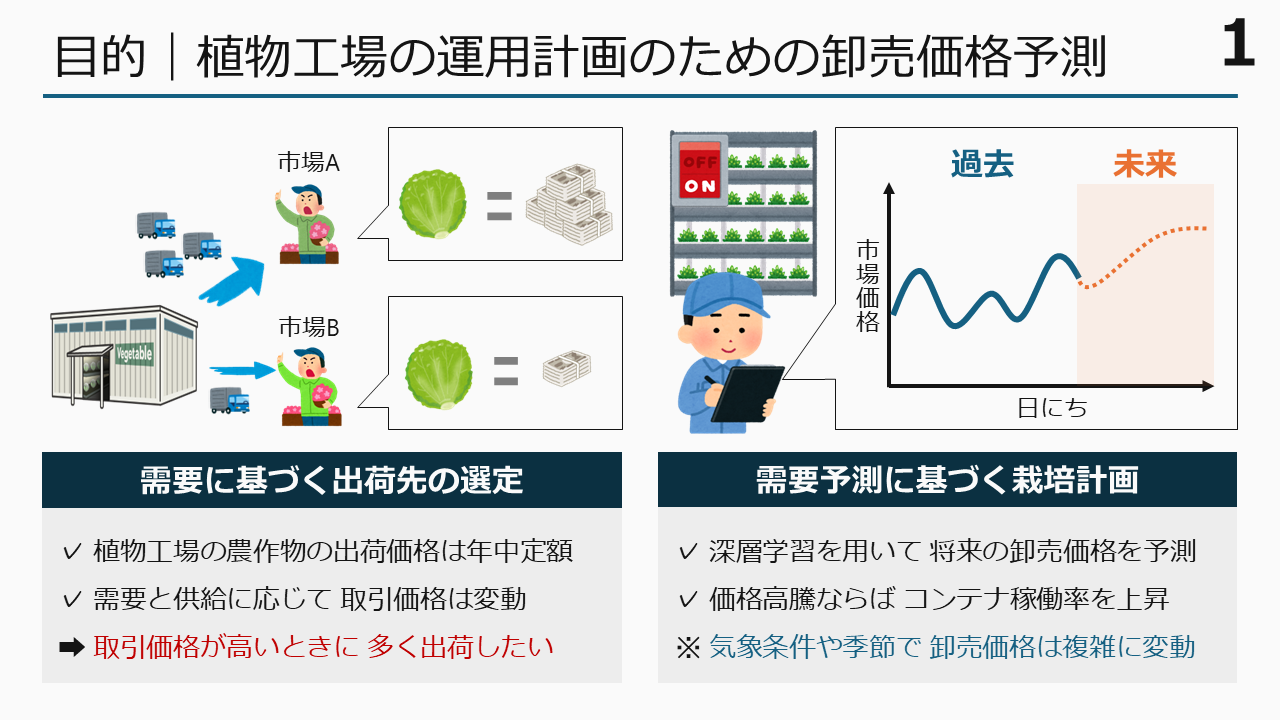 目的｜植物工場の運用計画のための卸売価格予測
1
市場A
市場B
Vegetable
OFF
ON
過去
未来
市場価格
日にち
需要に基づく出荷先の選定
✓ 植物工場の農作物の出荷価格は年中定額
✓ 需要と供給に応じて 取引価格は変動
➡ 取引価格が高いときに 多く出荷したい
需要予測に基づく栽培計画
✓ 深層学習を用いて 将来の卸売価格を予測
✓ 価格高騰ならば コンテナ稼働率を上昇
※ 気象条件や季節で 卸売価格は複雑に変動